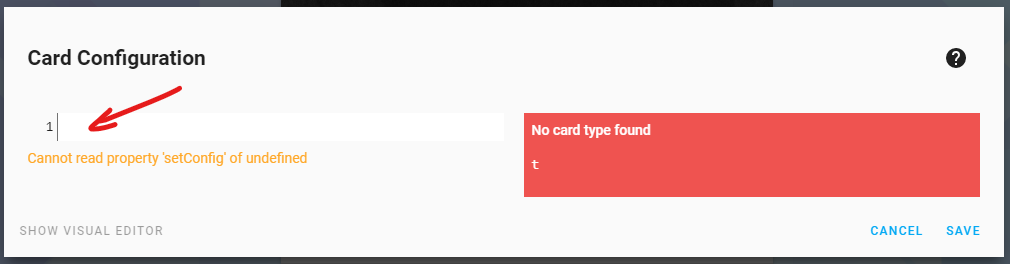 Card Configuration
?
1
Cannot read property 'setConfig' of undefined
No card type found
t
SHOW VISUAL EDITOR
CANCEL
SAVE